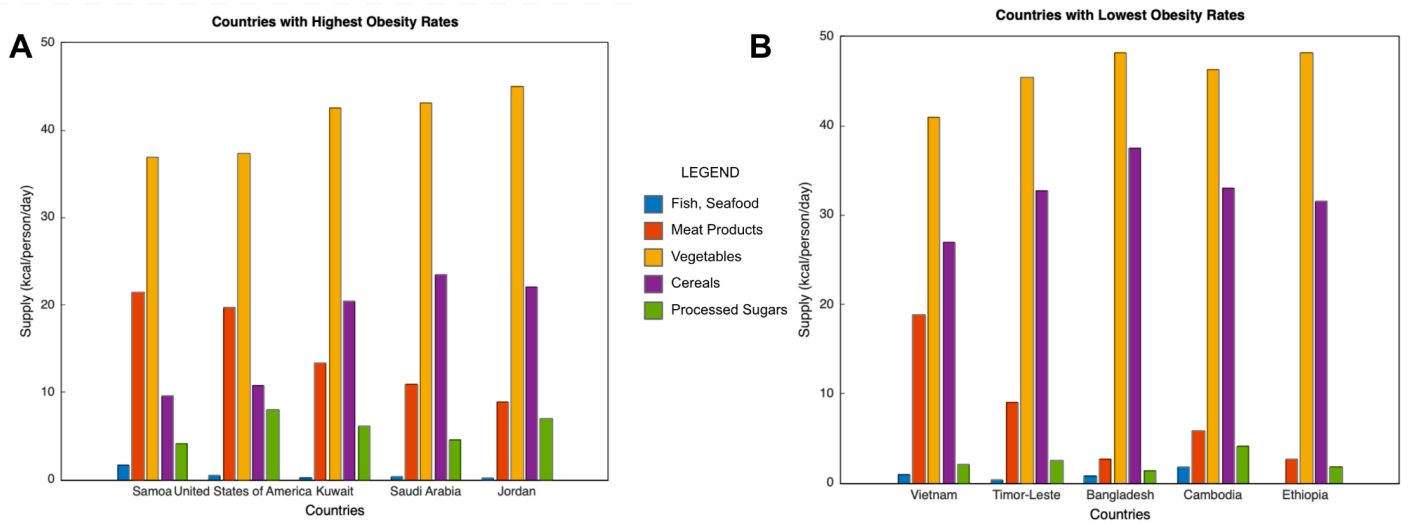 A
Countries with Highest Obesity Rates
50
40
30
20
10
0
Supply (kcal/person/day)
Samoa United States of America Kuwait Saudi Arabia Jordan
Countries
LEGEND
Fish, Seafood
Meat Products
Vegetables
Cereals
Processed Sugars
B
Countries with Lowest Obesity Rates
50
40
30
20
10
0
Supply (kcal/person/day)
Vietnam Timor-Leste Bangladesh Cambodia Ethiopia
Countries